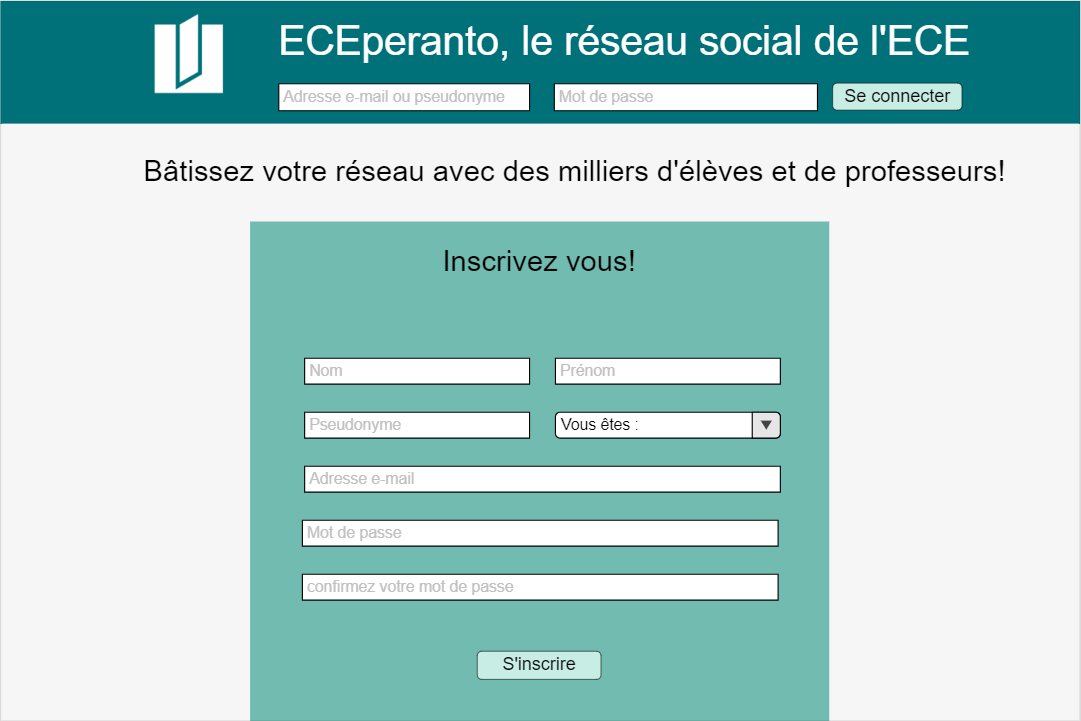 ECEperanto, le réseau social de l'ECE
Adresse e-mail ou pseudonyme Mot de passe Se connecter
Bâtissez votre réseau avec des milliers d'élèves et de professeurs!
Inscrivez vous!
Nom Prénom
Pseudonyme Vous êtes :
Adresse e-mail
Mot de passe
confirmez votre mot de passe
S'inscrire